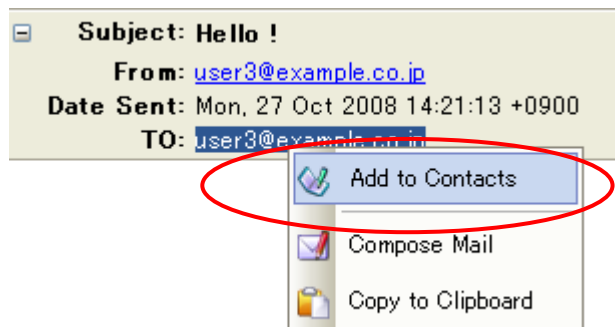 Subject: Hello !
From: user3@example.co.jp
Date Sent: Mon, 27 Oct 2008 14:21:13 +0900
TO: user3@example.co.jp
Add to Contacts
Compose Mail
Copy to Clipboard